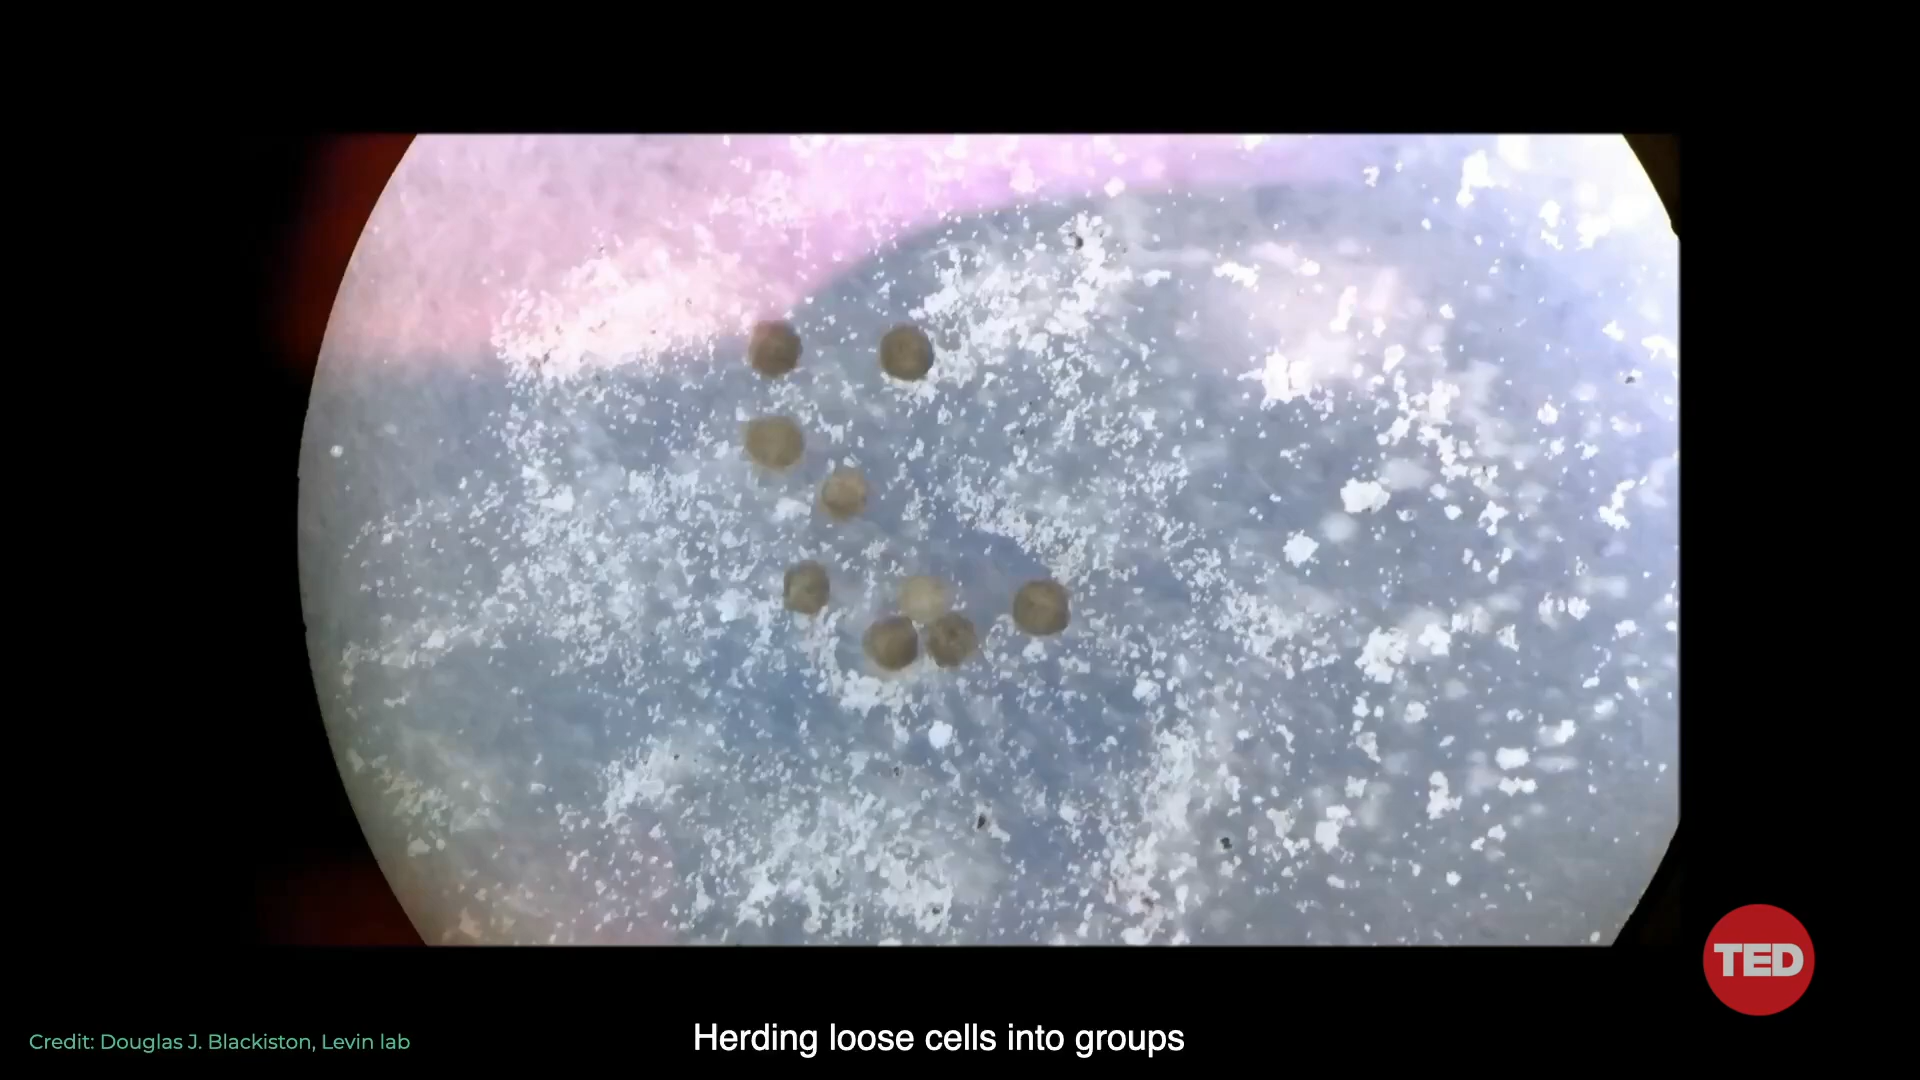 TED
Credit: Douglas J. Blackiston, Levin lab
Herding loose cells into groups